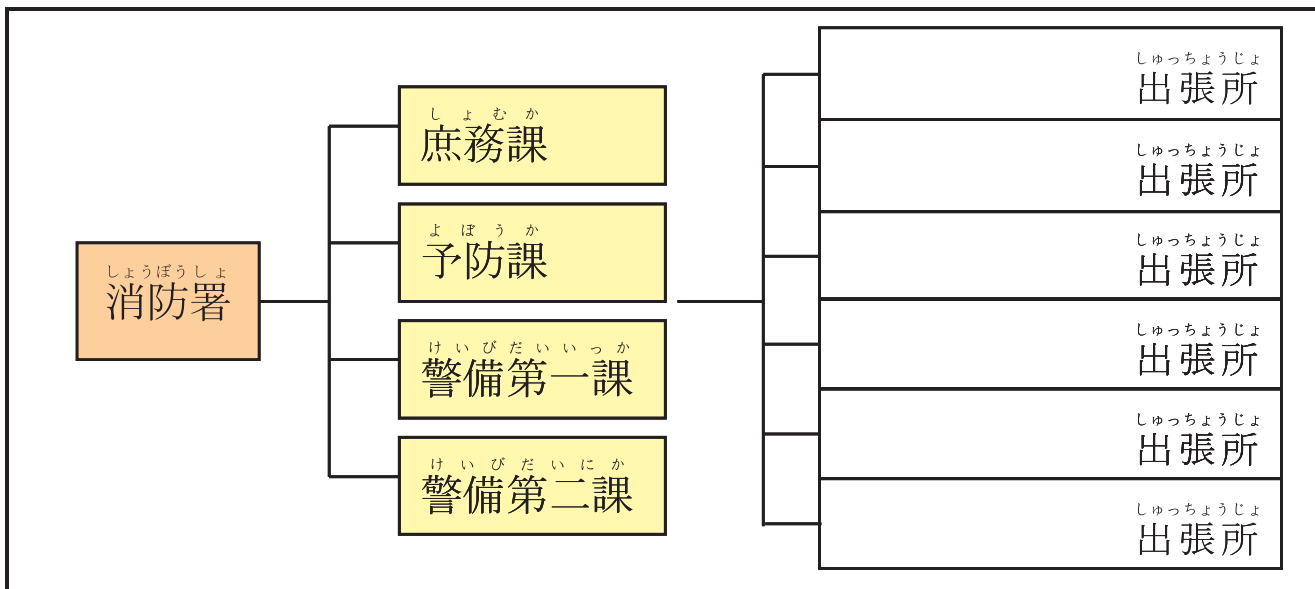 しょうぼうしょ
消防署
しょむか
庶務課
よぼうか
予防課
けいびだいいっか
警備第一課
けいびだいにか
警備第二課
しゅっちょうじょ
出張所
しゅっちょうじょ
出張所
しゅっちょうじょ
出張所
しゅっちょうじょ
出張所
しゅっちょうじょ
出張所
しゅっちょうじょ
出張所